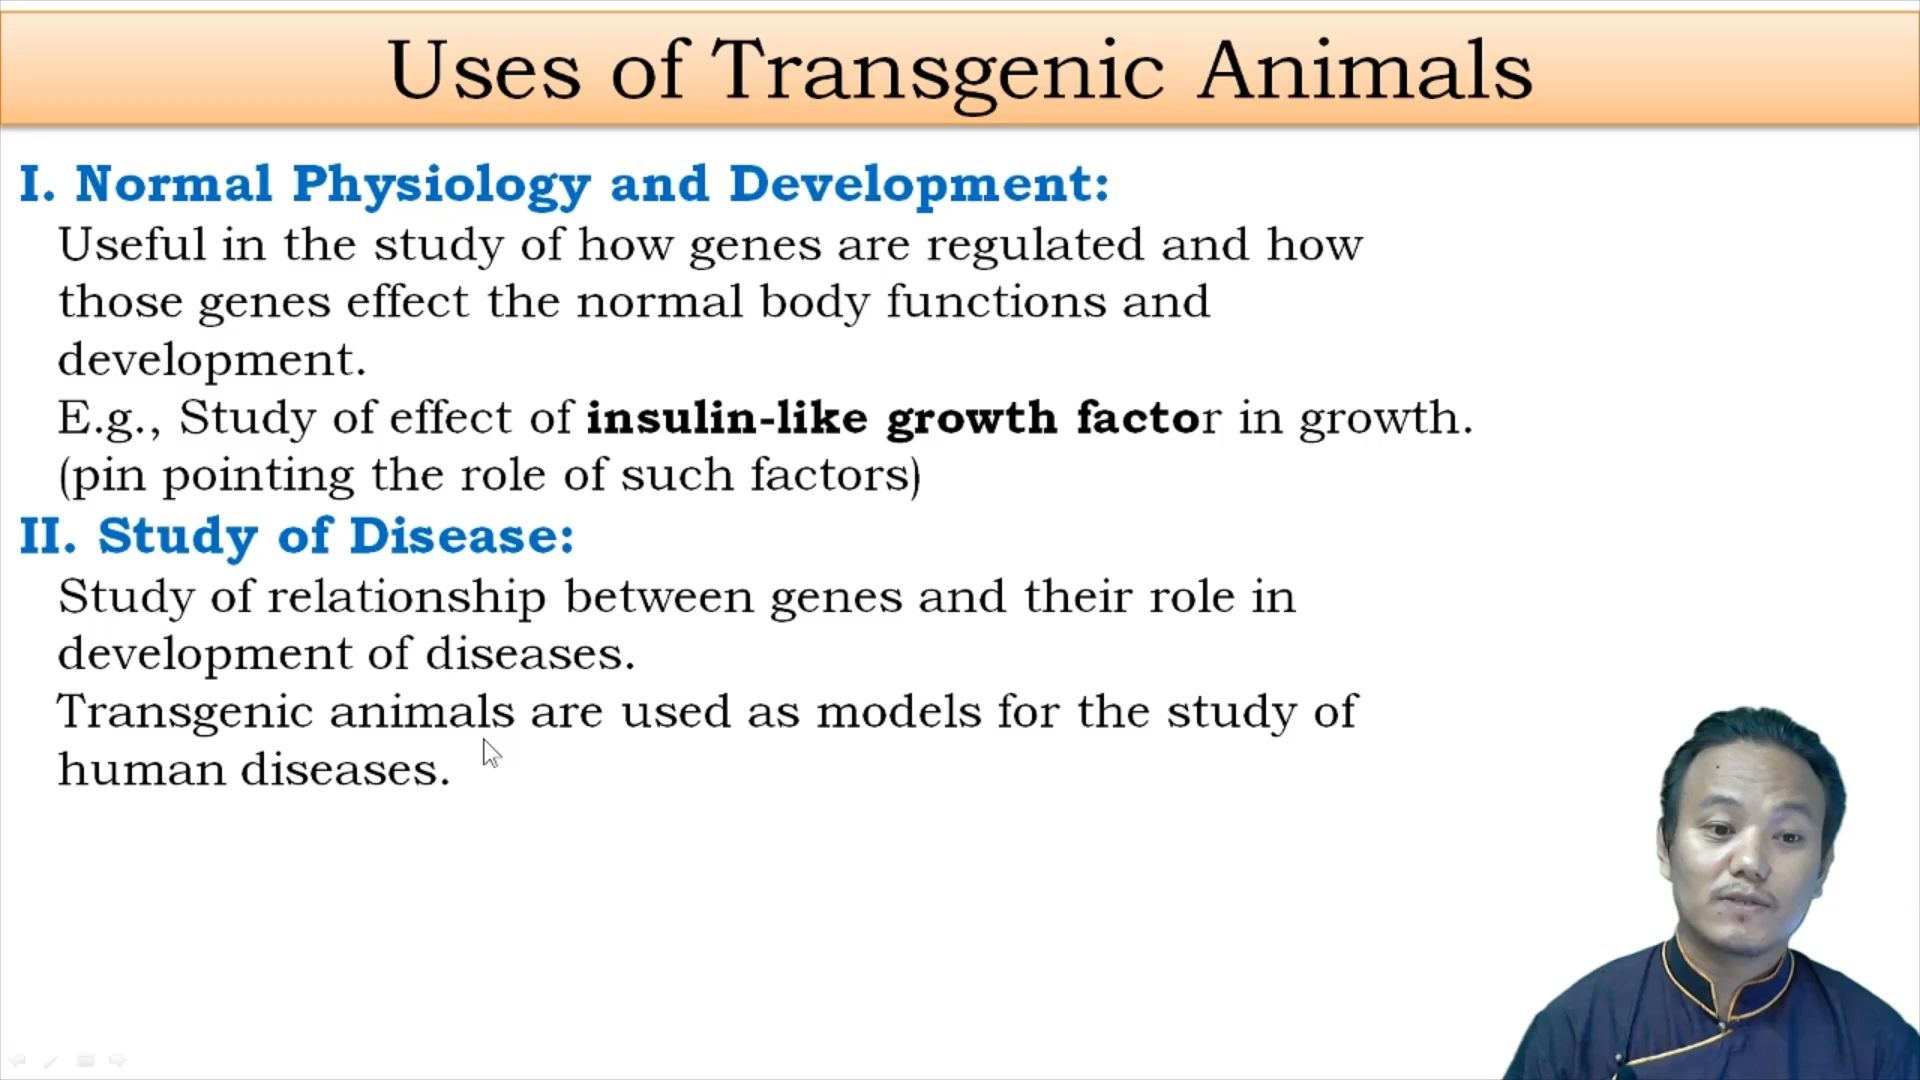 Uses of Transgenic Animals
I. Normal Physiology and Development:
Useful in the study of how genes are regulated and how
those genes effect the normal body functions and
development.
E.g., Study of effect of insulin-like growth factor in growth.
(pin pointing the role of such factors)
II. Study of Disease:
Study of relationship between genes and their role in
development of diseases.
Transgenic animals are used as models for the study of
human diseases.